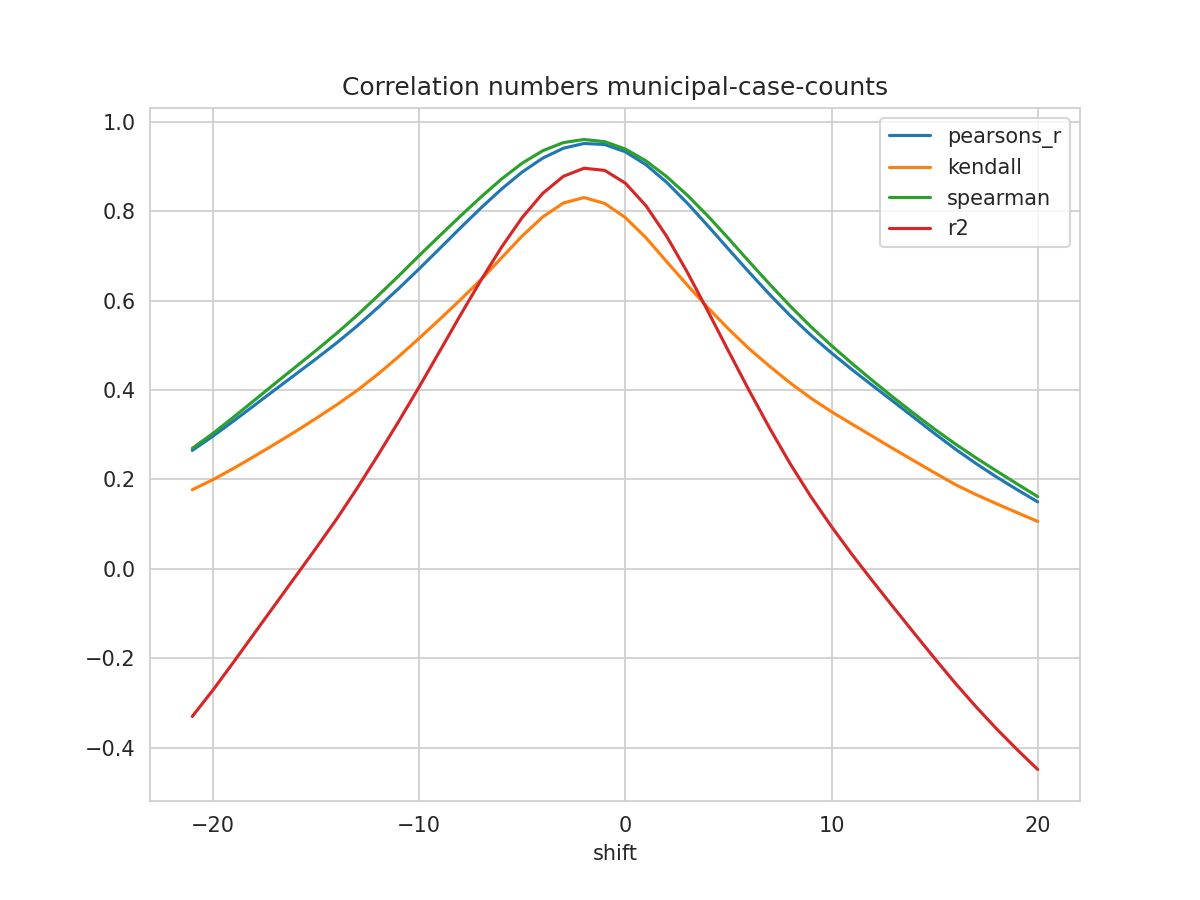 Correlation numbers municipal-case-counts
1.0
0.8
0.6
0.4
0.2
0.0
−0.2
−0.4
pearsons_r
kendall
spearman
r2
−20 −10 0 10 20
shift